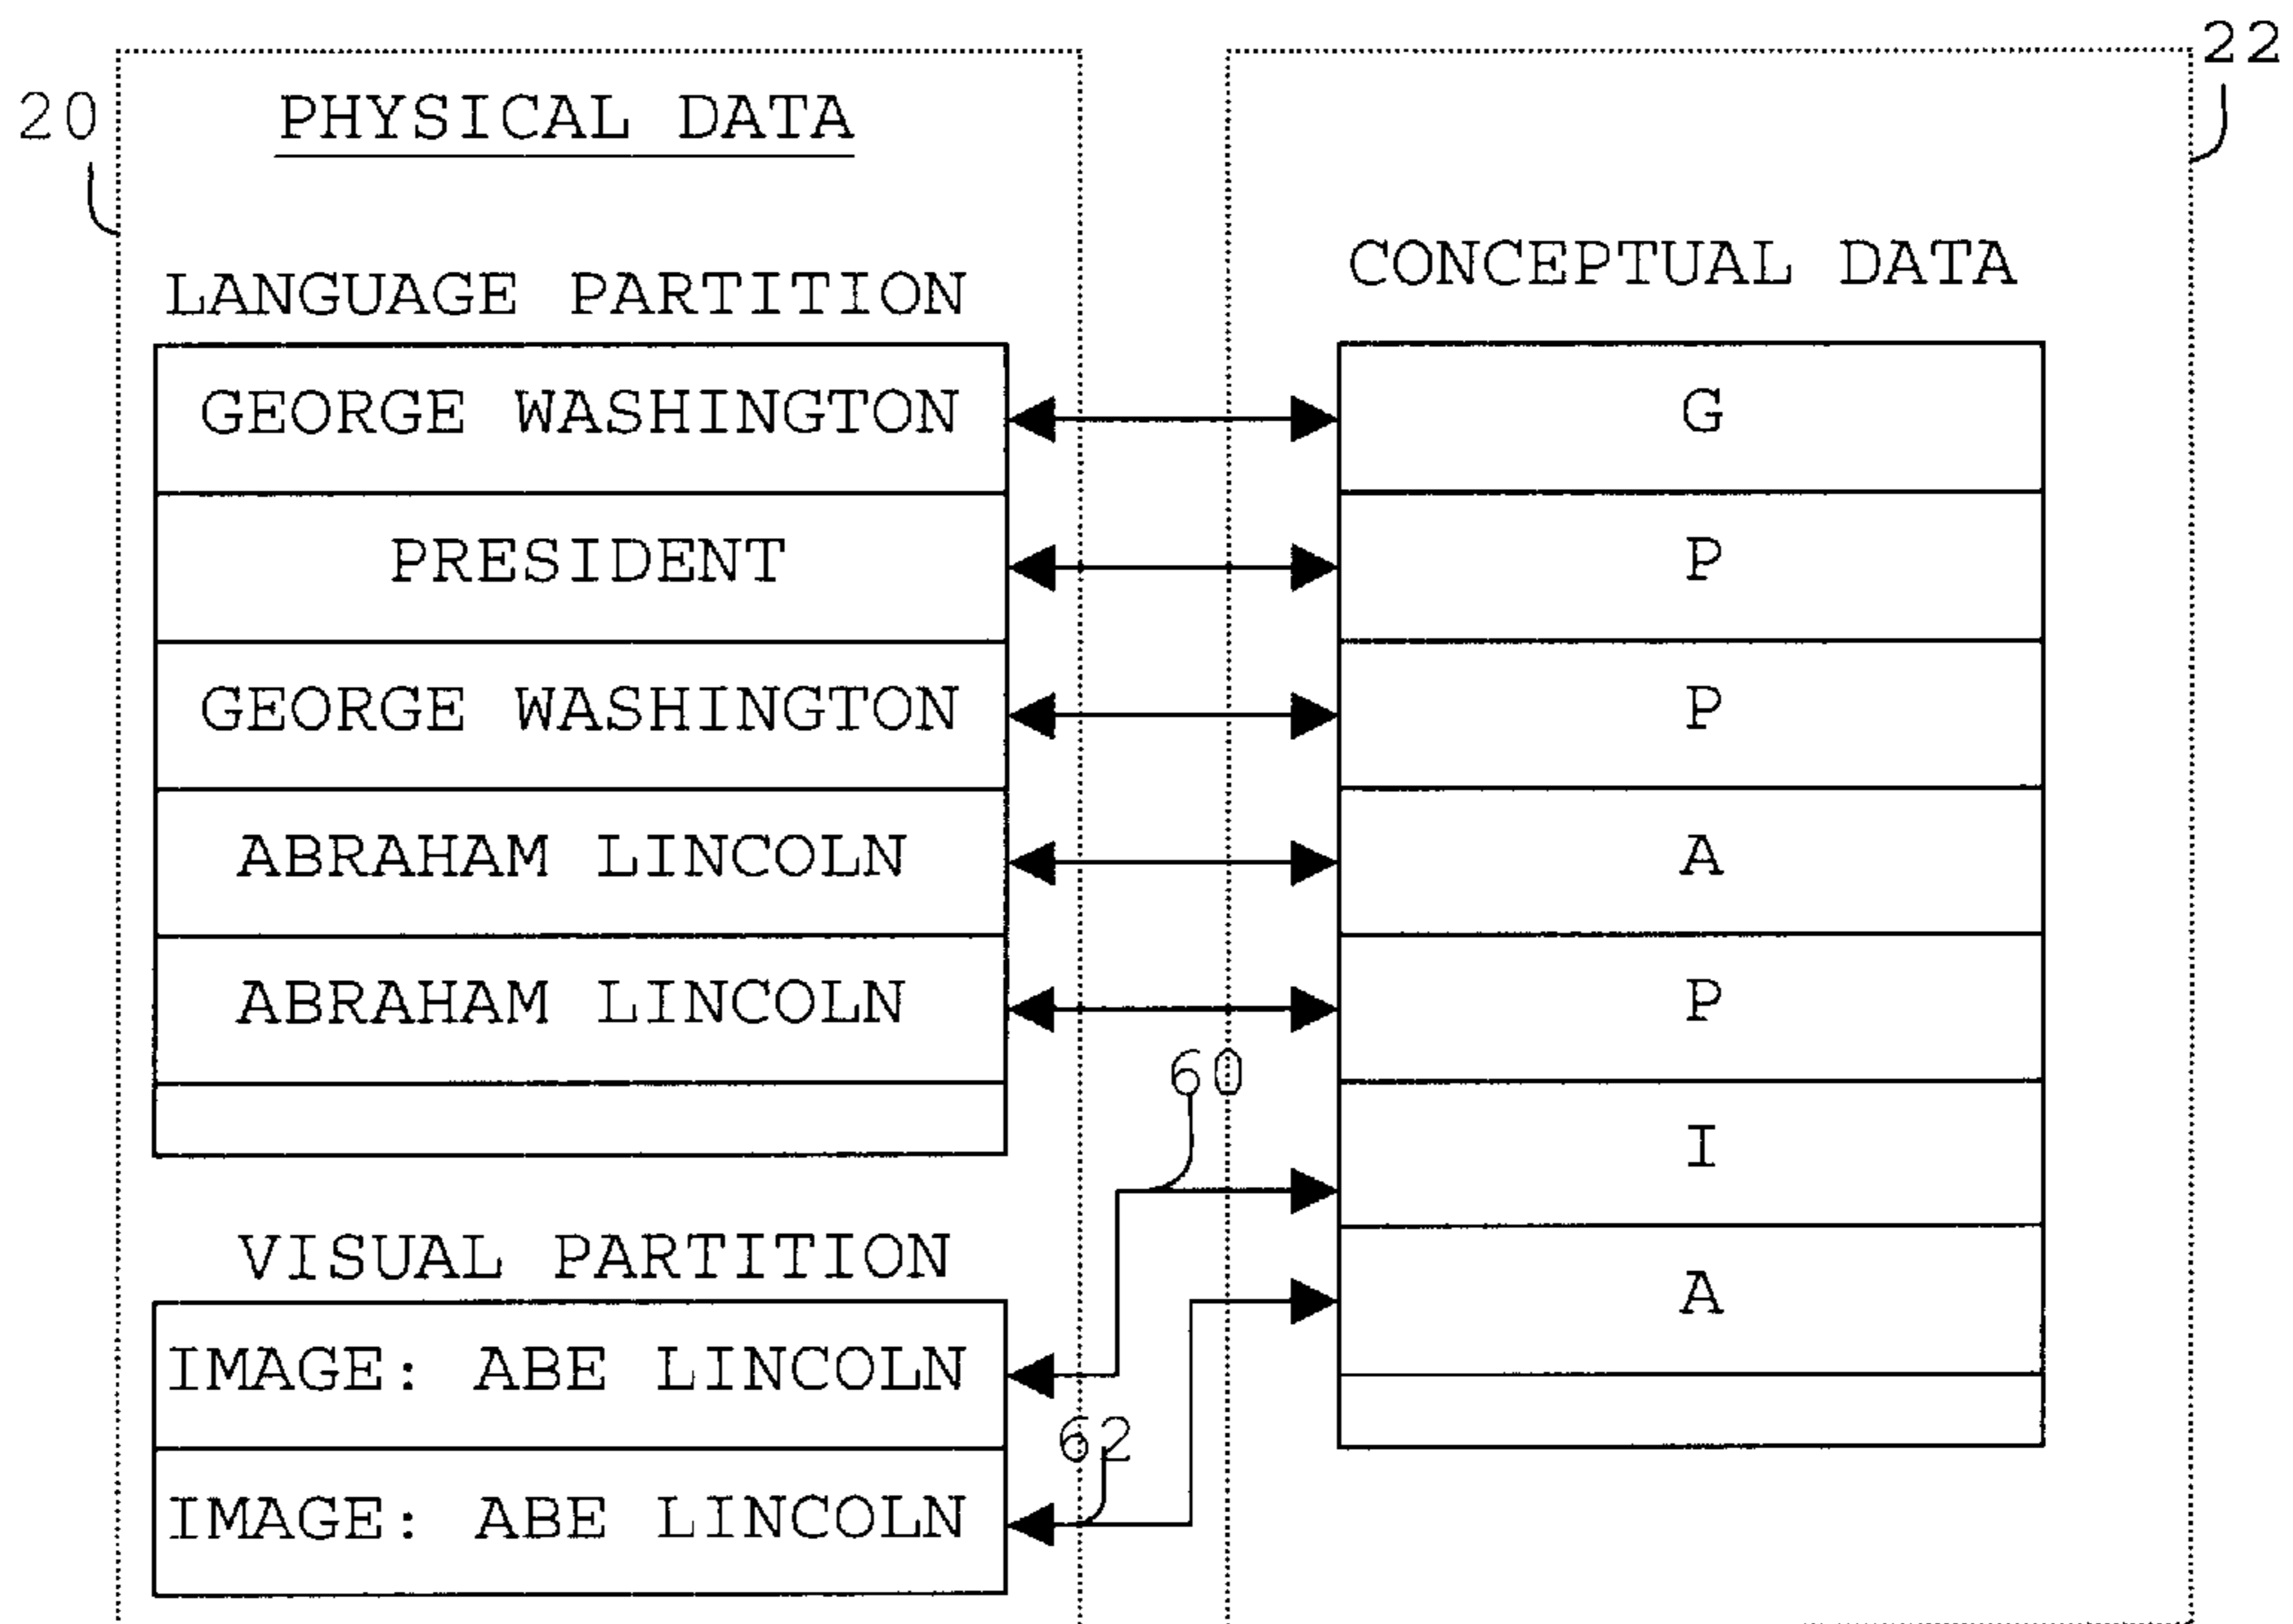 22
20
PHYSICAL DATA
CONCEPTUAL DATA
LANGUAGE PARTITION
GEORGE WASHINGTON
G
PRESIDENT
P
GEORGE WASHINGTON
P
ABRAHAM LINCOLN
A
ABRAHAM LINCOLN
P
60
I
VISUAL PARTITION
A
IMAGE: ABE LINCOLN
62
IMAGE: ABE LINCOLN